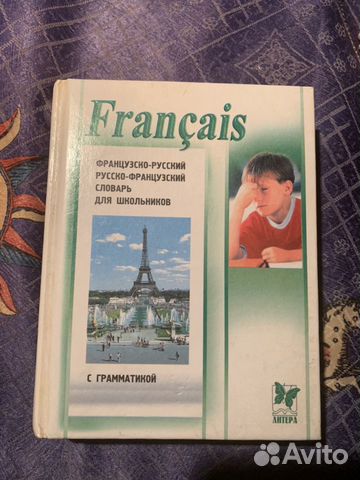 Français
ФРАНЦУЗСКО-РУССКИЙ
РУССКО-ФРАНЦУЗСКИЙ
СЛОВАРЬ
ДЛЯ ШКОЛЬНИКОВ
С ГРАММАТИКОЙ
ЛИТЕРА
Avito